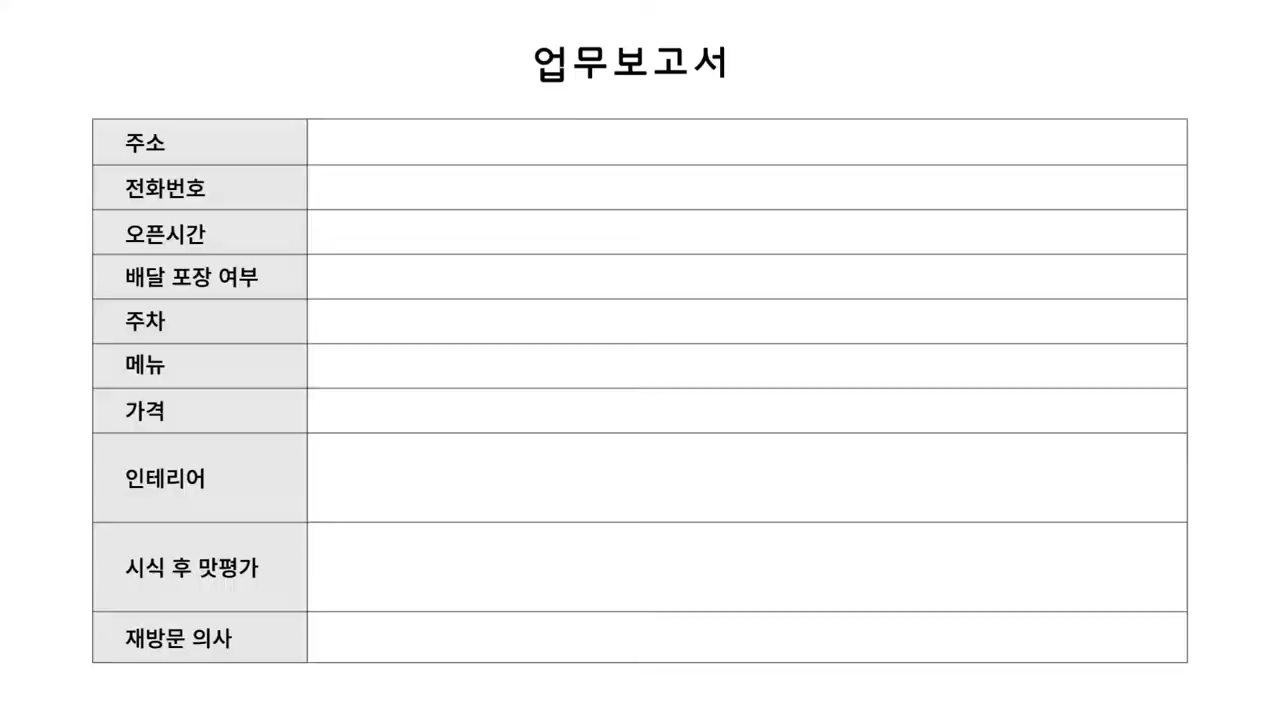 업무보고서
주소
전화번호
오픈시간
배달 포장 여부
주차
메뉴
가격
인테리어
시식 후 맛평가
재방문 의사